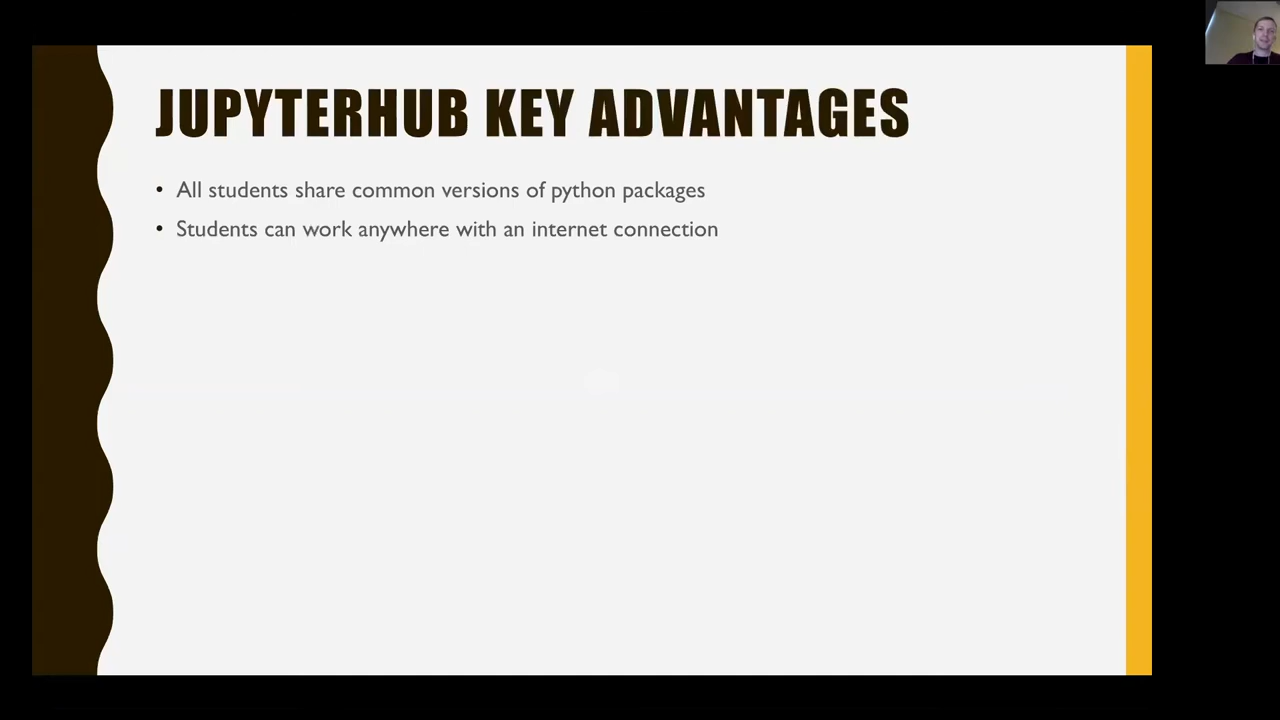 JUPYTERHUB KEY ADVANTAGES
• All students share common versions of python packages
• Students can work anywhere with an internet connection